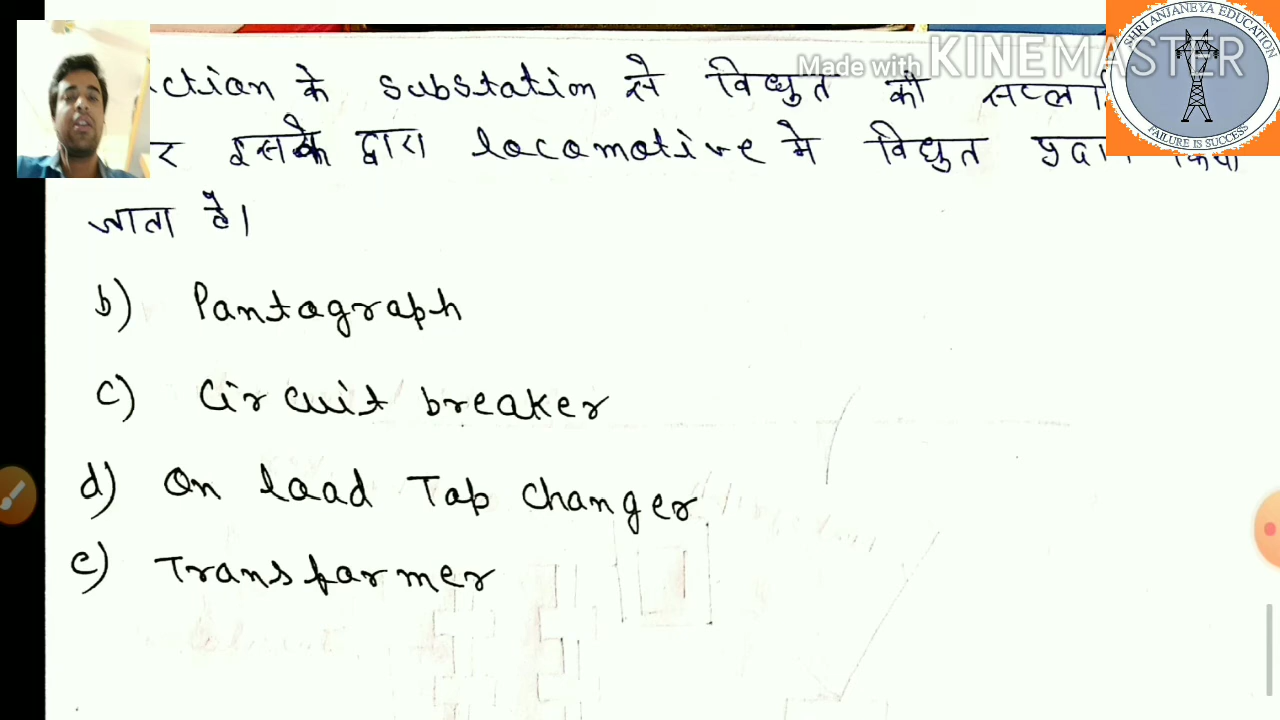 Made with KINEMASTER
SHRI ANJANEYA EDUCATION
FAILURE IS SUCCESS
ction के substation से विधुत की
इसके द्वारा locomotive मे विधुत
जाता है।
b) Pantograph
c) Circuit breaker
d) On load Tap changer
e) Transformer